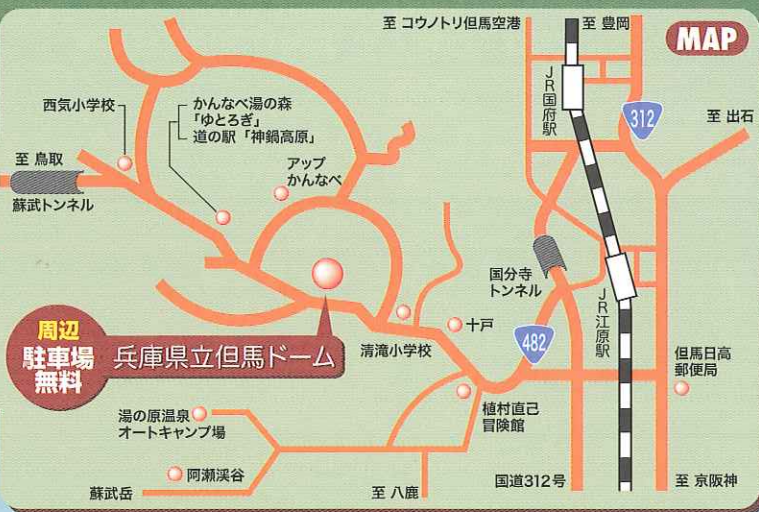 MAP
至 コウノトリ但馬空港
至 豊岡
JR国府駅
312
至 出石
西気小学校
かんなべ湯の森
「ゆとろぎ」
道の駅「神鍋高原」
至 鳥取
蘇武トンネル
アップ
かんなべ
国分寺
トンネル
JR江原駅
周辺
駐車場
無料
兵庫県立但馬ドーム
清滝小学校
十戸
482
但馬日高
郵便局
植村直己
冒険館
湯の原温泉
オートキャンプ場
阿瀬渓谷
蘇武岳
至 八鹿
国道312号
至 京阪神